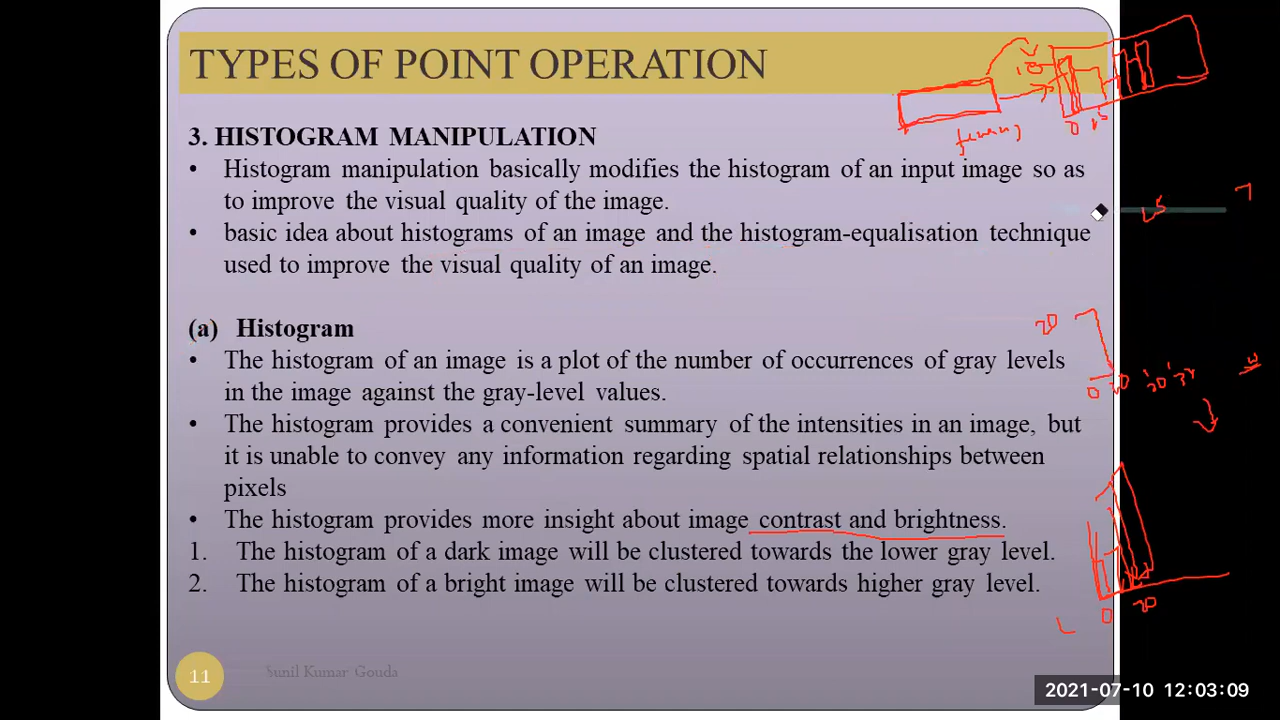 TYPES OF POINT OPERATION
3. HISTOGRAM MANIPULATION
• Histogram manipulation basically modifies the histogram of an input image so as
to improve the visual quality of the image.
• basic idea about histograms of an image and the histogram-equalisation technique
used to improve the visual quality of an image.
(a) Histogram
• The histogram of an image is a plot of the number of occurrences of gray levels
in the image against the gray-level values.
• The histogram provides a convenient summary of the intensities in an image, but
it is unable to convey any information regarding spatial relationships between
pixels
• The histogram provides more insight about image contrast and brightness.
1. The histogram of a dark image will be clustered towards the lower gray level.
2. The histogram of a bright image will be clustered towards higher gray level.
11
Sunil Kumar Gouda
2021-07-10 12:03:09